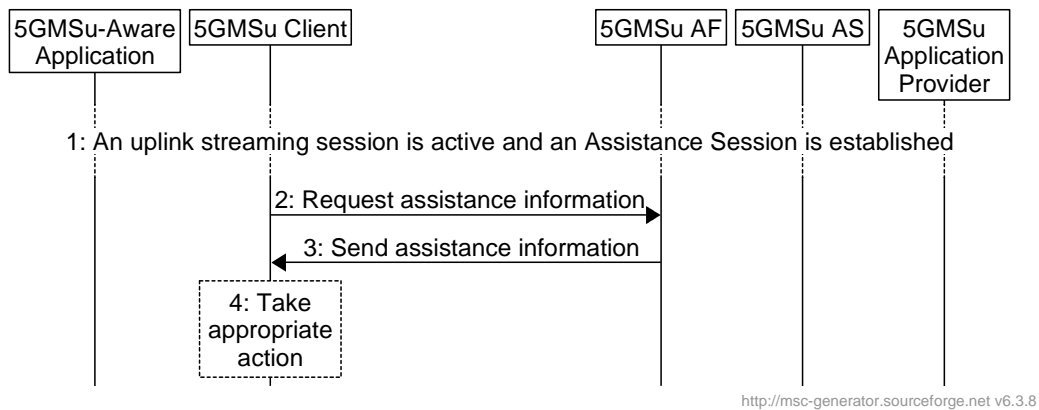 5GMSu-Aware
Application
5GMSu Client
5GMSu AF
5GMSu AS
5GMSu
Application
Provider
1: An uplink streaming session is active and an Assistance Session is established
2: Request assistance information
3: Send assistance information
4: Take
appropriate
action
http://msc-generator.sourceforge.net v6.3.8